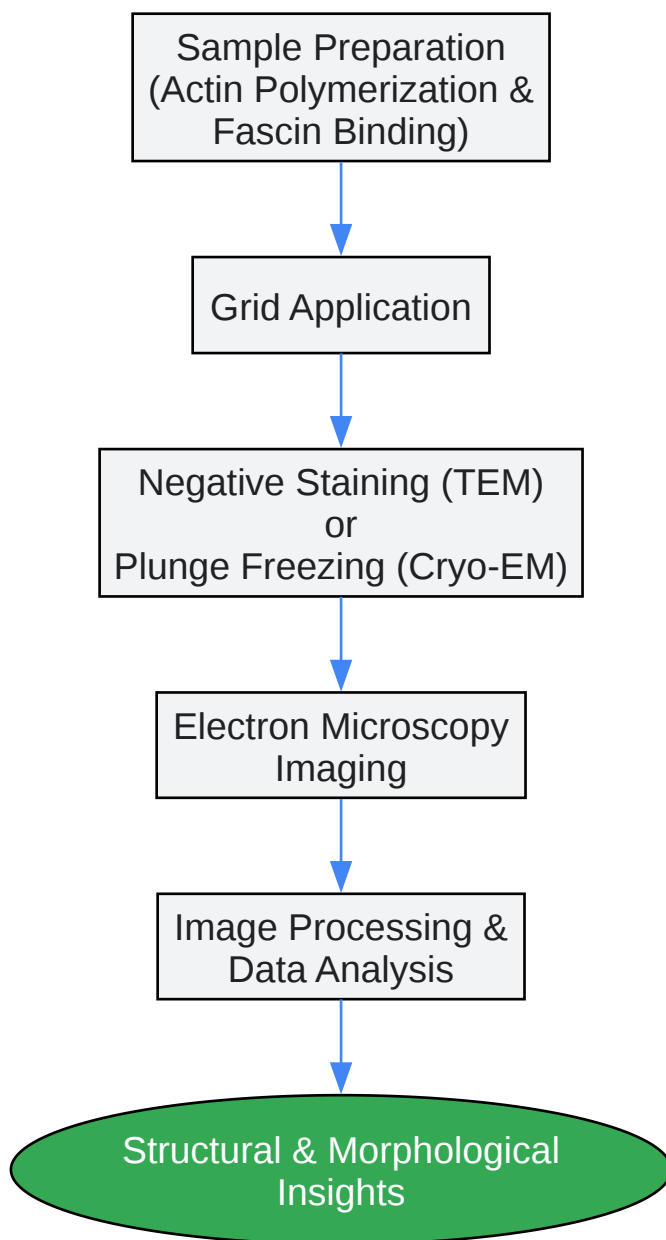 Sample Preparation
(Actin Polymerization &
Fascin Binding)
Grid Application
Negative Staining (TEM)
or
Plunge Freezing (Cryo-EM)
Electron Microscopy
Imaging
Image Processing &
Data Analysis
Structural & Morphological
Insights